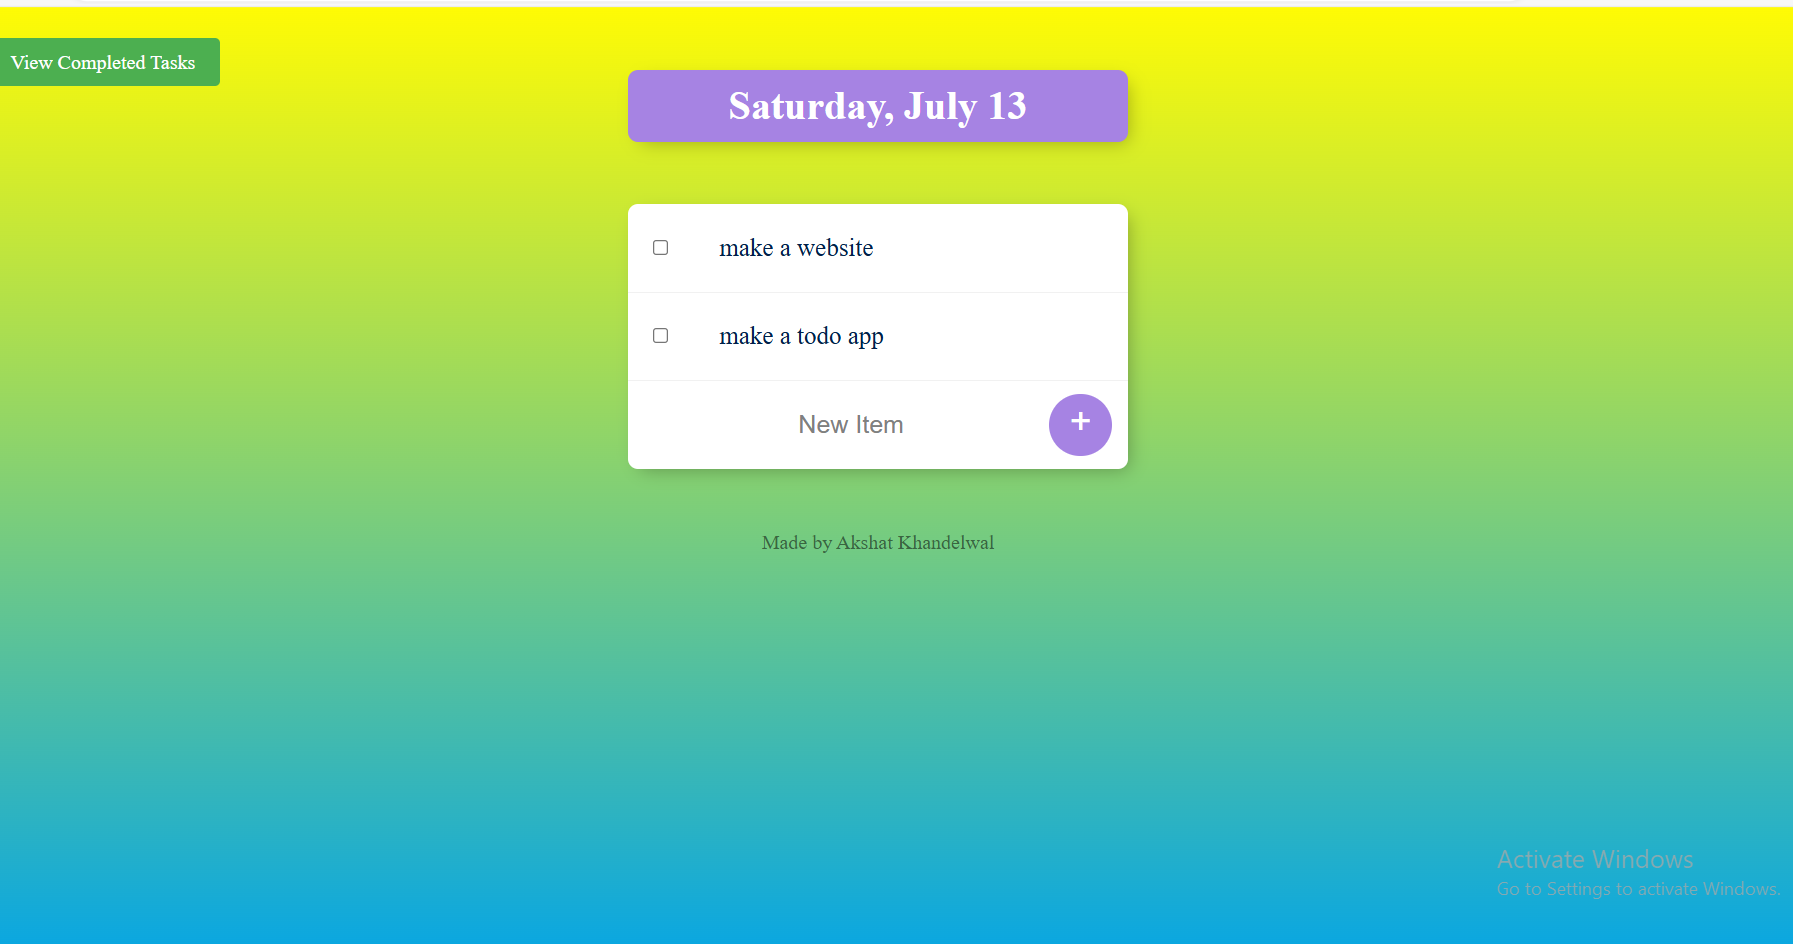 View Completed Tasks
Saturday, July 13
make a website
make a todo app
New Item
+
Made by Akshat Khandelwal
Activate Windows
Go to Settings to activate Windows.